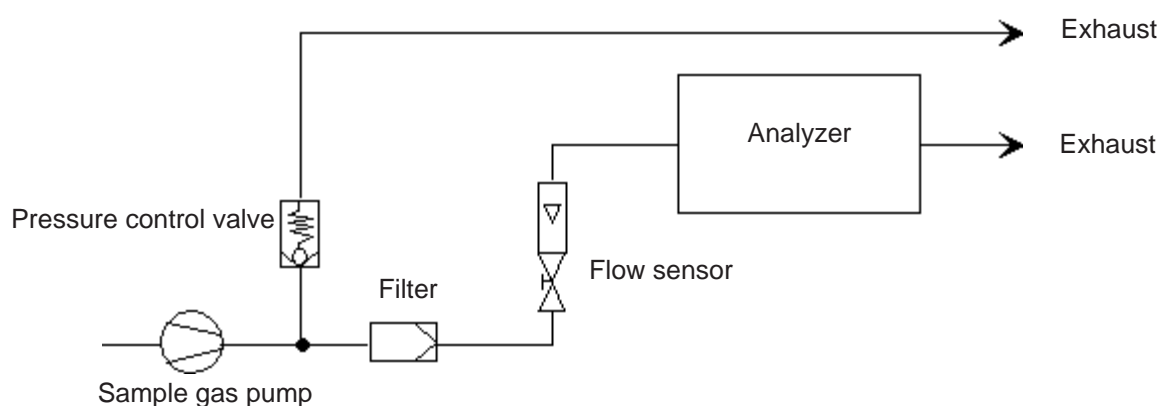 Exhaust
Analyzer
Exhaust
Pressure control valve
Flow sensor
Filter
Sample gas pump